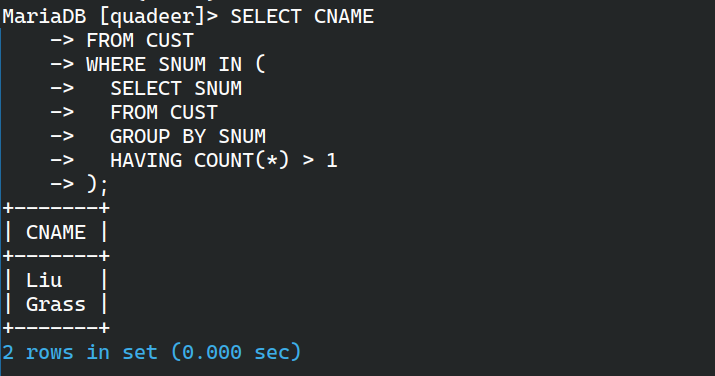 MariaDB [quadeer]> SELECT CNAME
    -> FROM CUST
    -> WHERE SNUM IN (
    ->   SELECT SNUM
    ->   FROM CUST
    ->   GROUP BY SNUM
    ->   HAVING COUNT(*) > 1
    -> );
+-------+
| CNAME |
+-------+
| Liu   |
| Grass |
+-------+
2 rows in set (0.000 sec)